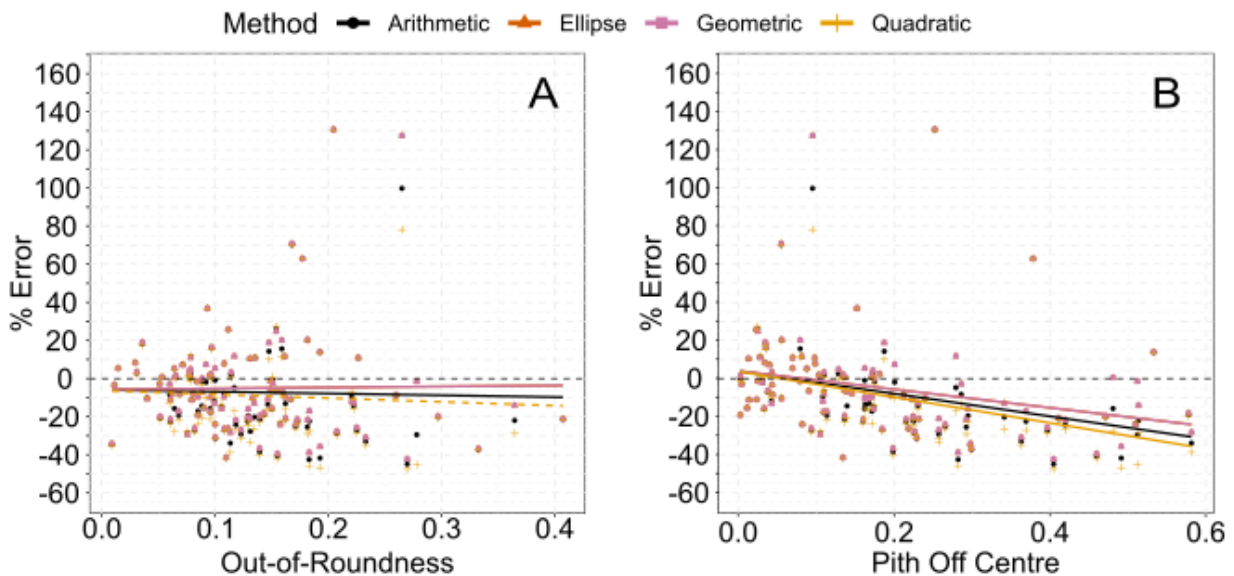 Method Arithmetic Ellipse Geometric Quadratic
A
% Error
160
140
120
100
80
60
40
20
0
-20
-40
-60
0.0 0.1 0.2 0.3 0.4
Out-of-Roundness
B
% Error
160
140
120
100
80
60
40
20
0
-20
-40
-60
0.0 0.2 0.4 0.6
Pith Off Centre